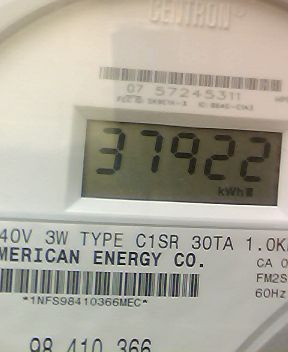 CENTRON®
07 57245311
37922
kWh
40V 3W TYPE C1SR 30TA 1.0K
MERICAN ENERGY CO.
CA 0
FM2S
60Hz
*1NFS98410366MEC*
98 410 366